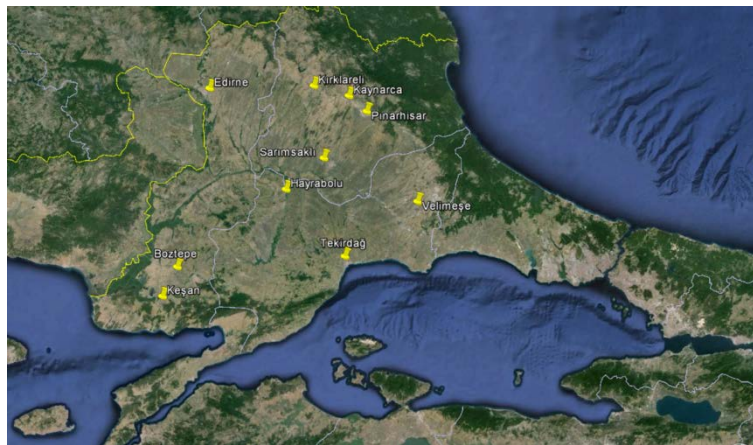 Edirne
Kırklareli
Kaynarca
Pınarhisar
Sarımsaklı
Hayrabolu
Velimeşe
Tekirdağ
Boztepe
Keşan